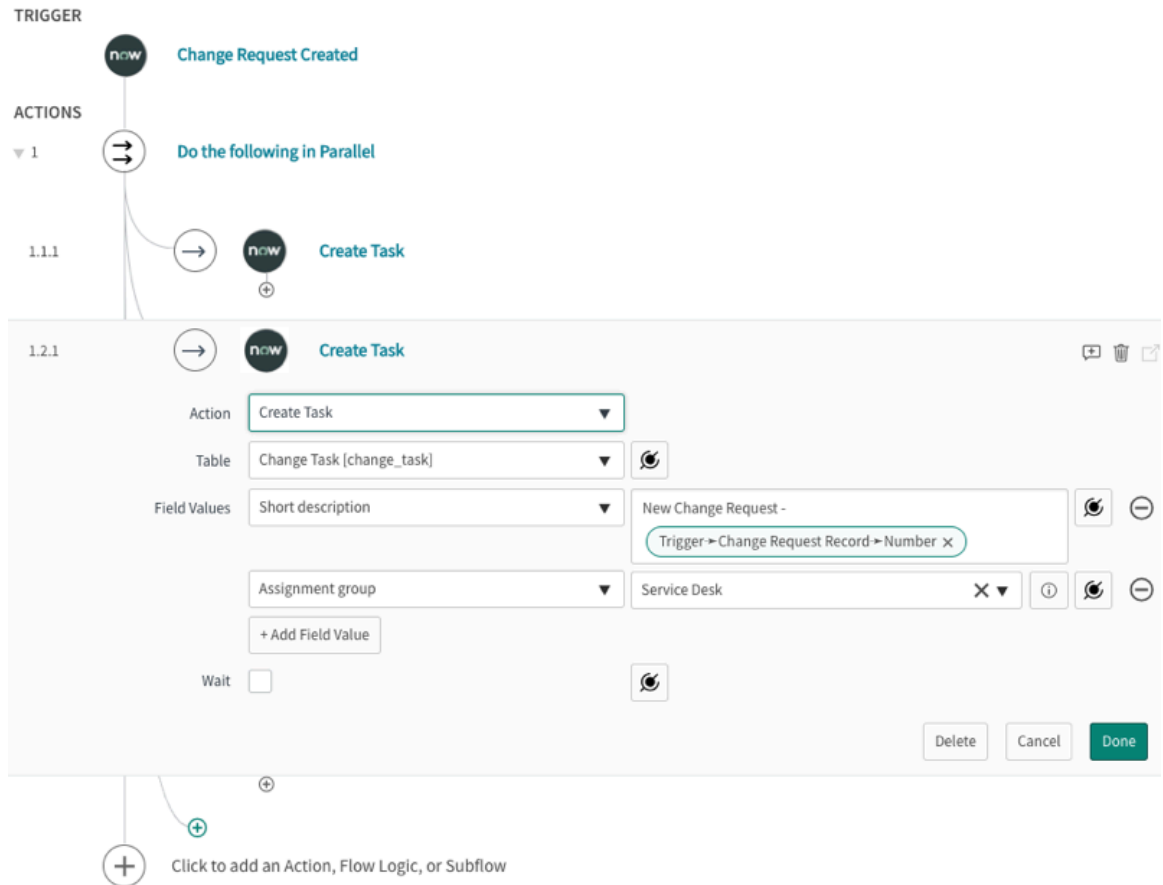 TRIGGER
now Change Request Created
ACTIONS
1 Do the following in Parallel
1.1.1 now Create Task
1.2.1 now Create Task
Action Create Task
Table Change Task [change_task]
Field Values Short description New Change Request -
Trigger➛Change Request Record➛Number ×
Assignment group Service Desk
+ Add Field Value
Wait
Delete Cancel Done
Click to add an Action, Flow Logic, or Subflow